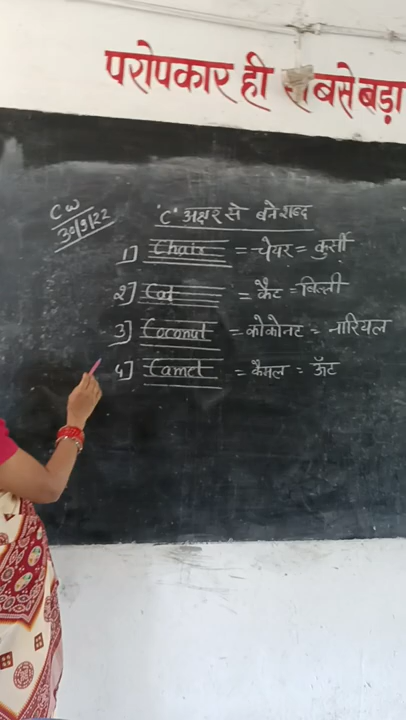 परोपकार ही सबसे बड़ा
CW
30/9/22
"C" अक्षर से बने शब्द
1] Chair = चेयर = कुर्सी
2] Cat = कैट = बिल्ली
3] Coconut = कोकोनट = नारियल
4] Camel = कैमल = ऊँट